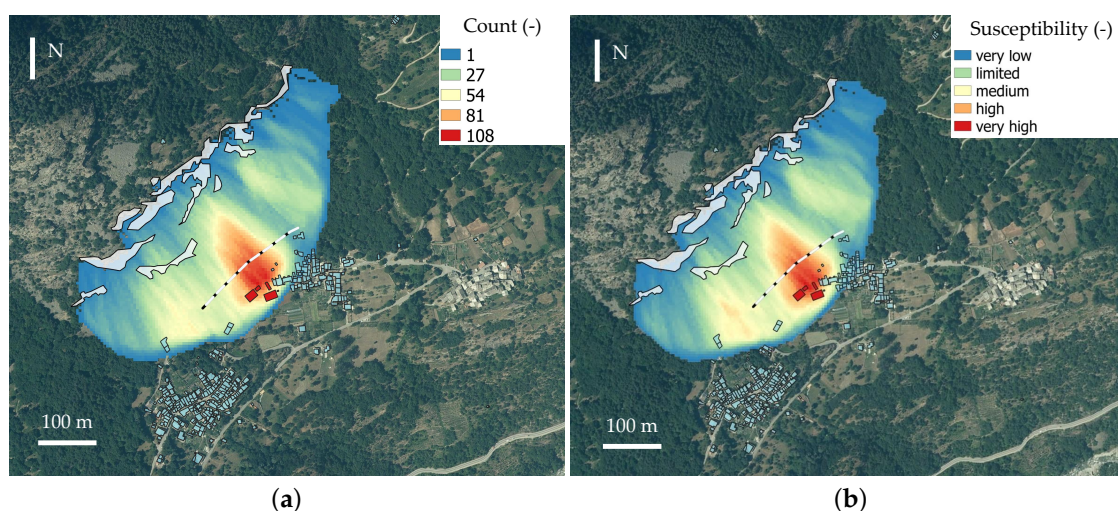 Count (-)
N
1
27
54
81
108
100 m
(a)
Susceptibility (-)
N
very low
limited
medium
high
very high
100 m
(b)